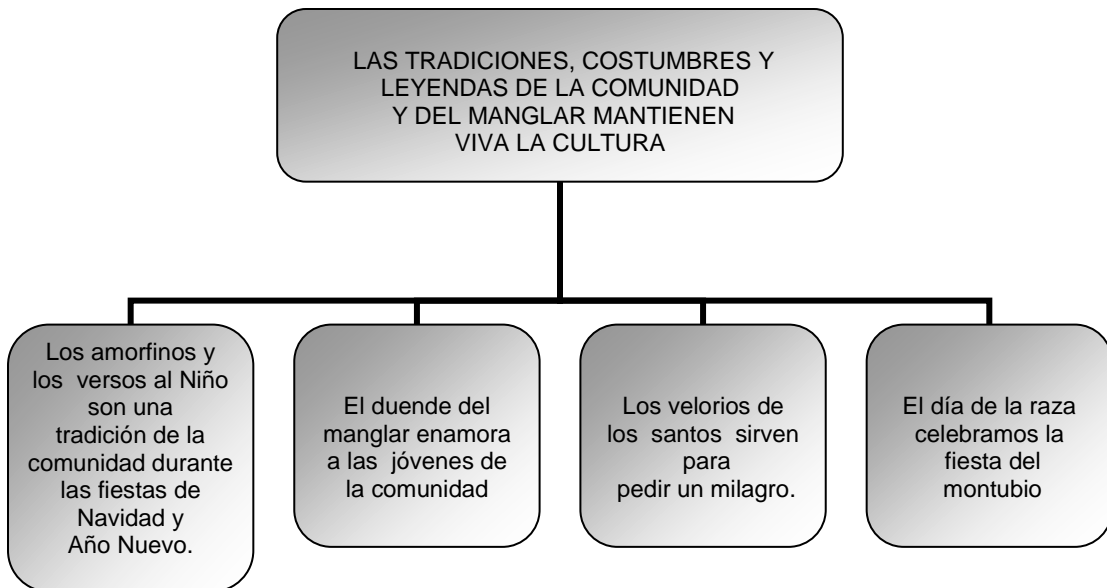 LAS TRADICIONES, COSTUMBRES Y
LEYENDAS DE LA COMUNIDAD
Y DEL MANGLAR MANTIENEN
VIVA LA CULTURA
Los amorfinos y
los versos al Niño
son una
tradición de la
comunidad durante
las fiestas de
Navidad y
Año Nuevo.
El duende del
manglar enamora
a las jóvenes de
la comunidad
Los velorios de
los santos sirven
para
pedir un milagro.
El día de la raza
celebramos la
fiesta del
montubio